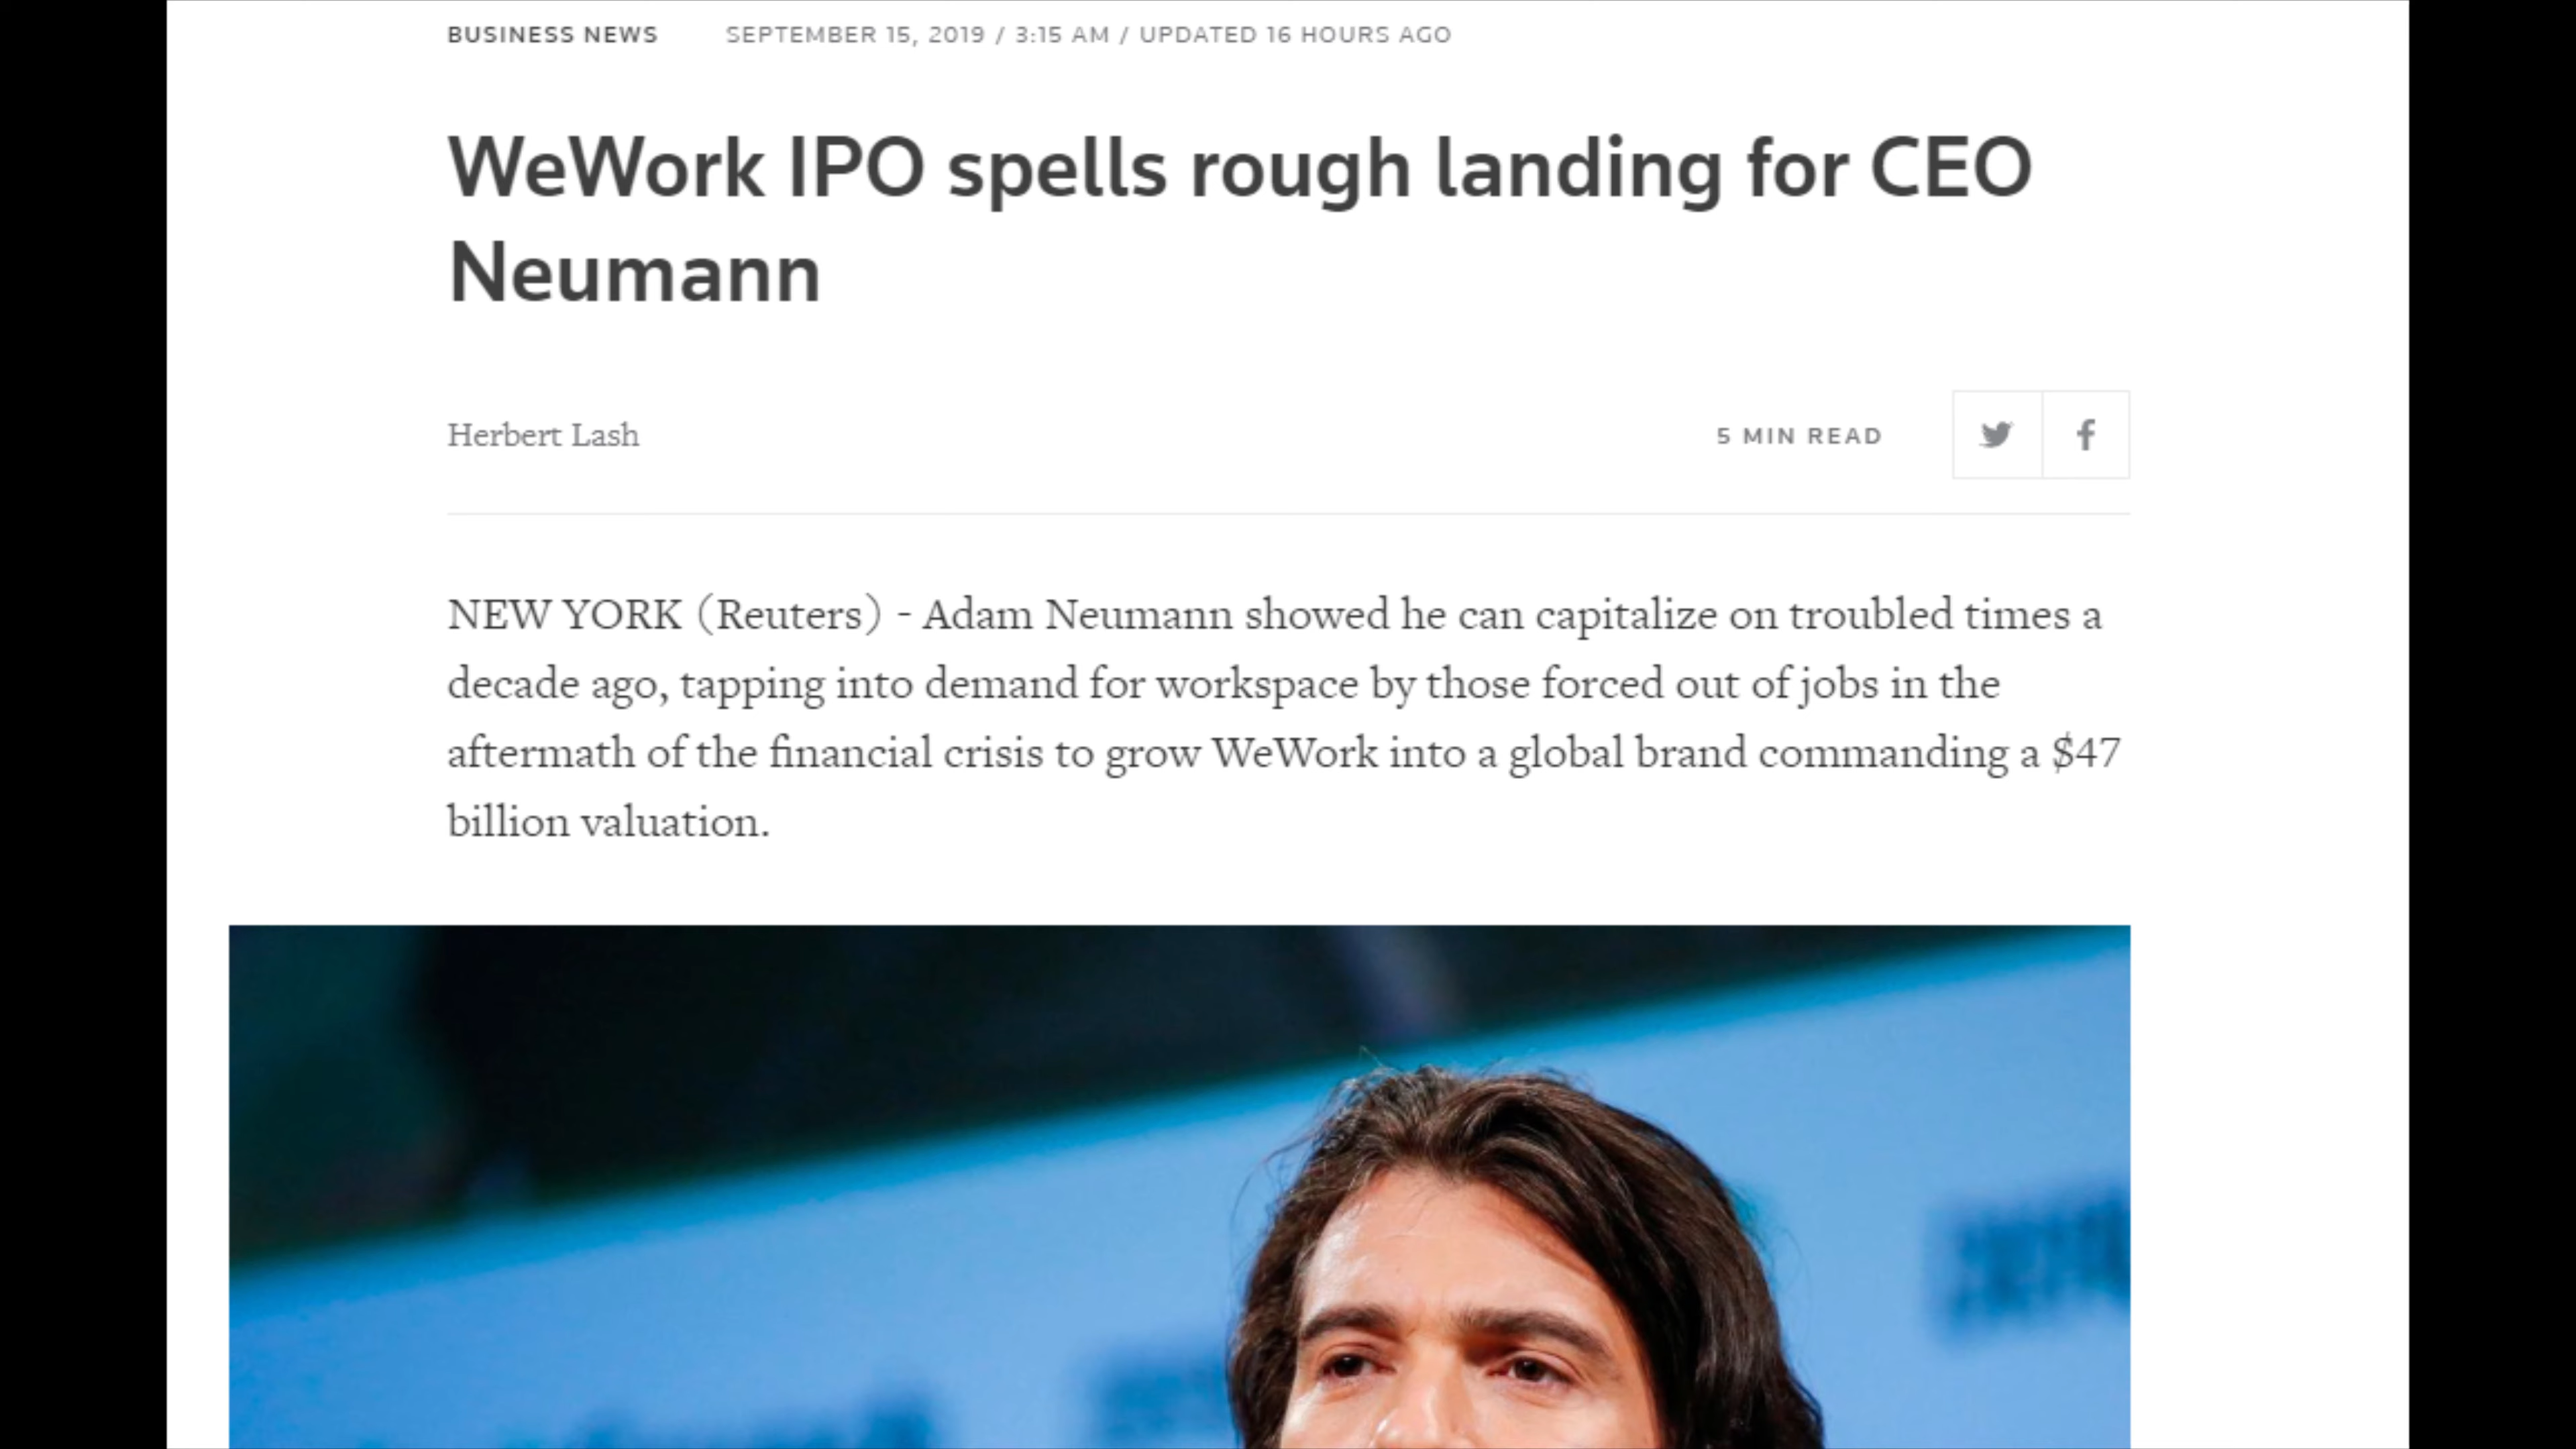 BUSINESS NEWS SEPTEMBER 15, 2019 / 3:15 AM / UPDATED 16 HOURS AGO
WeWork IPO spells rough landing for CEO
Neumann
Herbert Lash 5 MIN READ
NEW YORK (Reuters) - Adam Neumann showed he can capitalize on troubled times a
decade ago, tapping into demand for workspace by those forced out of jobs in the
aftermath of the financial crisis to grow WeWork into a global brand commanding a $47
billion valuation.